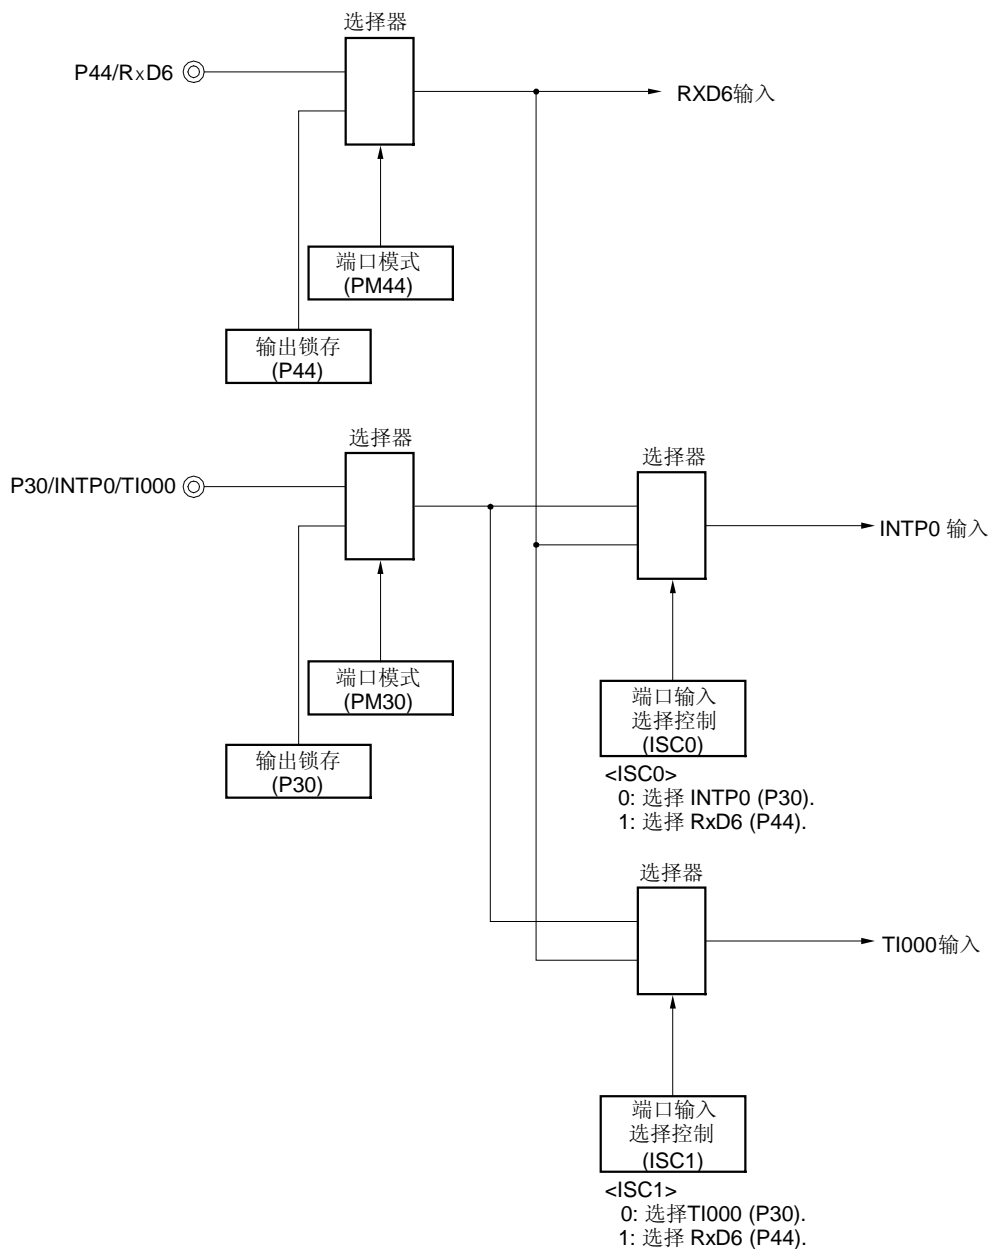 选择器
P44/RxD6
RXD6输入
端口模式
(PM44)
输出锁存
(P44)
选择器
选择器
P30/INTP0/TI000
INTP0 输入
端口模式
(PM30)
端口输入
选择控制
(ISC0)
输出锁存
(P30)
<ISC0>
0: 选择 INTP0 (P30).
1: 选择 RxD6 (P44).
选择器
TI000输入
端口输入
选择控制
(ISC1)
<ISC1>
0: 选择TI000 (P30).
1: 选择 RxD6 (P44).